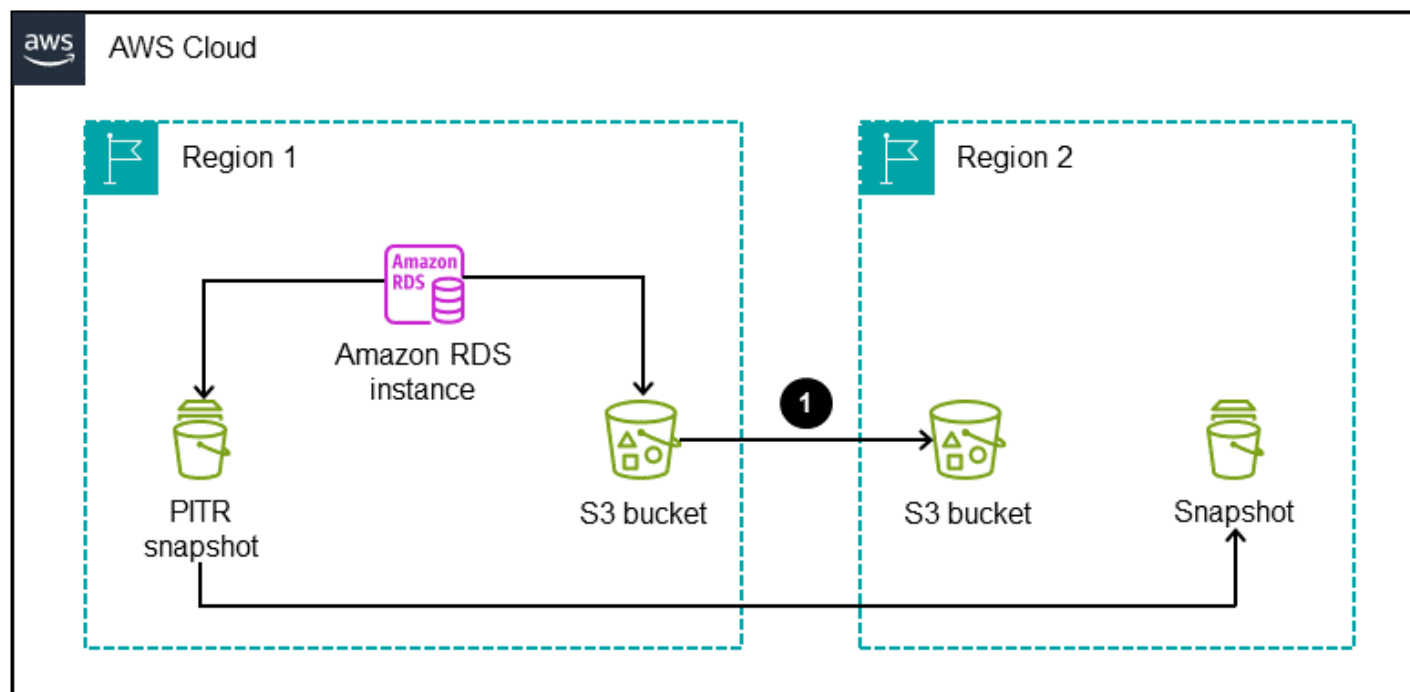 aws
AWS Cloud
Region 1
Region 2
Amazon
RDS
Amazon RDS
instance
1
PITR
snapshot
S3 bucket
S3 bucket
Snapshot